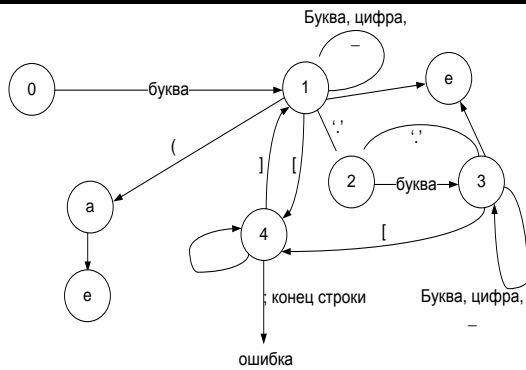 Буква, цифра,
_
0
буква
1
e
(
‘.’
‘.’
]
[
2
буква
3
a
4
[
e
; конец строки
Буква, цифра,
_
ошибка